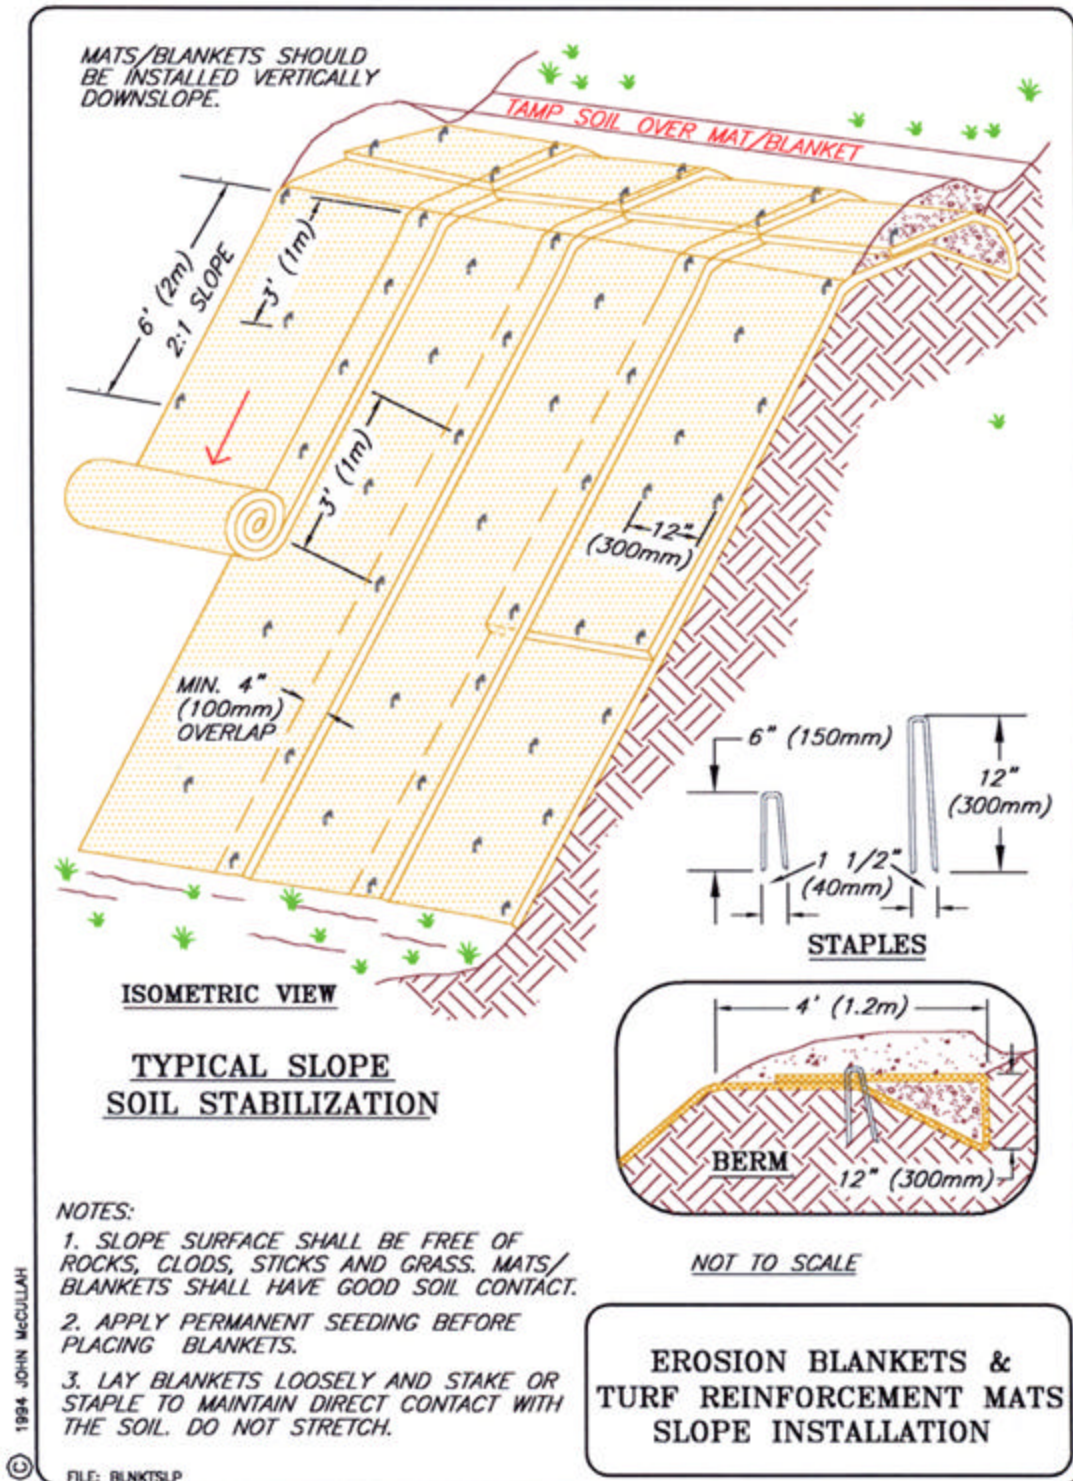 MATS/BLANKETS SHOULD
BE INSTALLED VERTICALLY
DOWNSLOPE.
TAMP SOIL OVER MAT/BLANKET
6' (2m)
2:1 SLOPE
3' (1m)
3' (1m)
12"
(300mm)
MIN. 4"
(100mm)
OVERLAP
6" (150mm)
12"
(300mm)
1 1/2"
(40mm)
STAPLES
ISOMETRIC VIEW
TYPICAL SLOPE
SOIL STABILIZATION
4' (1.2m)
BERM
12" (300mm)
NOT TO SCALE
NOTES:
1. SLOPE SURFACE SHALL BE FREE OF
ROCKS, CLODS, STICKS AND GRASS. MATS/
BLANKETS SHALL HAVE GOOD SOIL CONTACT.
2. APPLY PERMANENT SEEDING BEFORE
PLACING BLANKETS.
3. LAY BLANKETS LOOSELY AND STAKE OR
STAPLE TO MAINTAIN DIRECT CONTACT WITH
THE SOIL. DO NOT STRETCH.
EROSION BLANKETS &
TURF REINFORCEMENT MATS
SLOPE INSTALLATION
© 1994 JOHN McCULLAH
FILE: BLNKTSLP